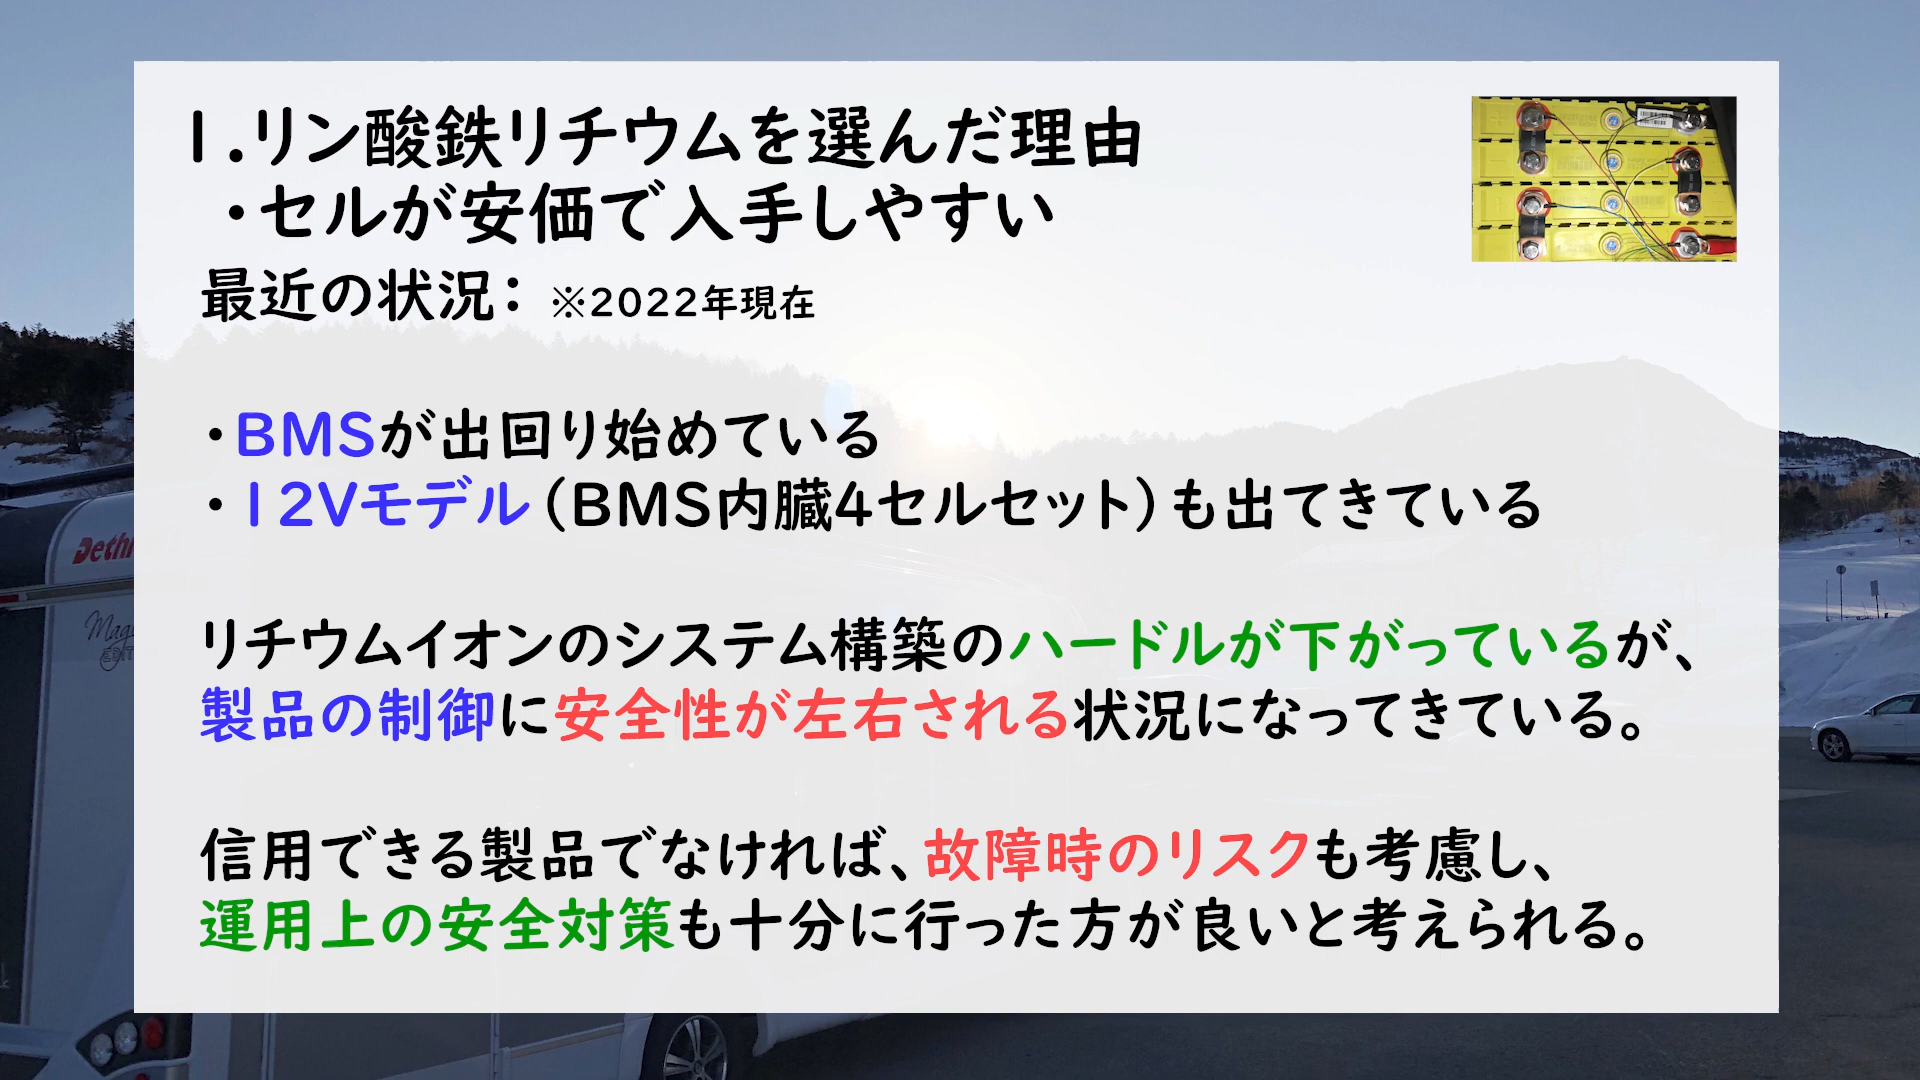 1.リン酸鉄リチウムを選んだ理由
・セルが安価で入手しやすい
最近の状況：※2022年現在
・BMSが出回り始めている
・12Vモデル（BMS内臓4セルセット）も出てきている
リチウムイオンのシステム構築のハードルが下がっているが、
製品の制御に安全性が左右される状況になってきている。
信用できる製品でなければ、故障時のリスクも考慮し、
運用上の安全対策も十分に行った方が良いと考えられる。